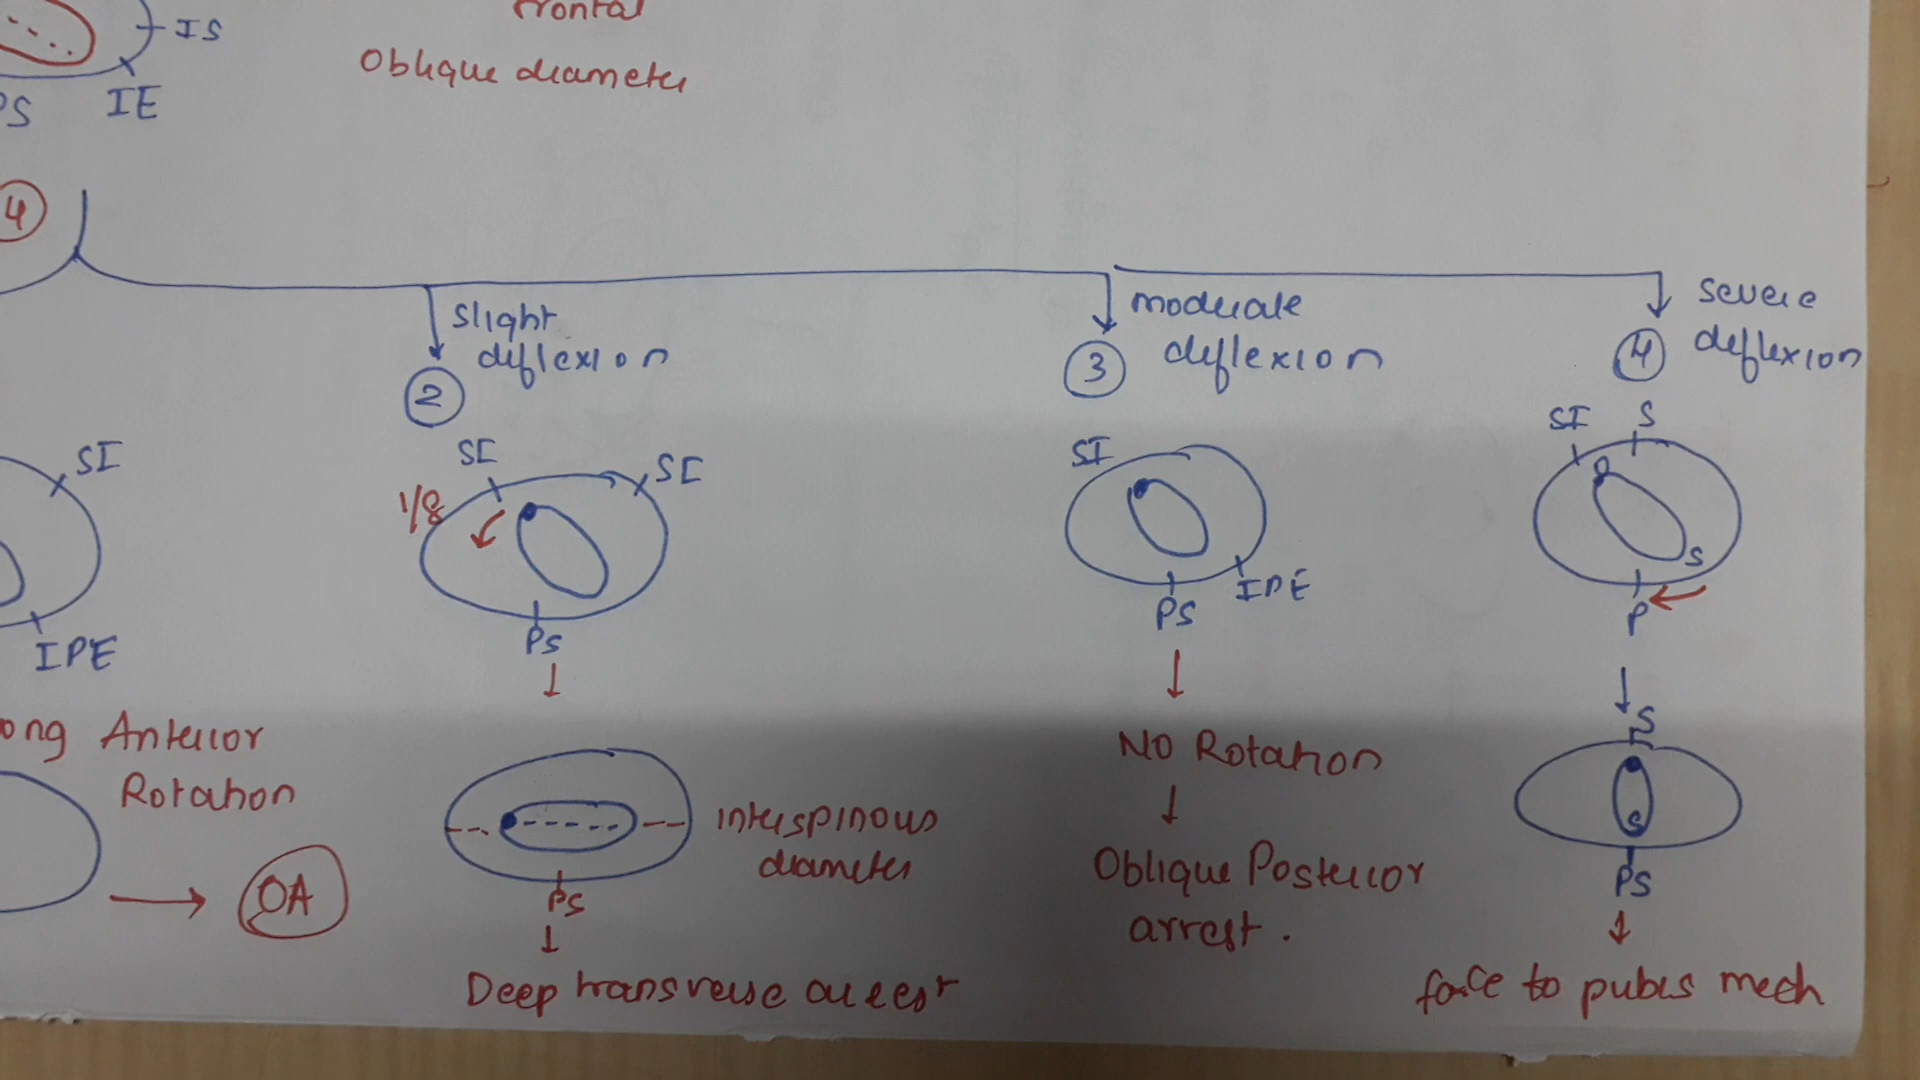 frontal
Oblique diameter
IS
PS
IE
4
slight
deflexion
2
moderate
deflexion
3
severe
deflexion
4
SI
IPE
SI
SI
1/8
PS
SI
PS
IPE
SI
S
S
P
ong Anterior
Rotation
OA
interspinous
diameter
PS
Deep transverse arrest
NO Rotation
Oblique Posterior
arrest.
S
S
PS
face to pubis mech